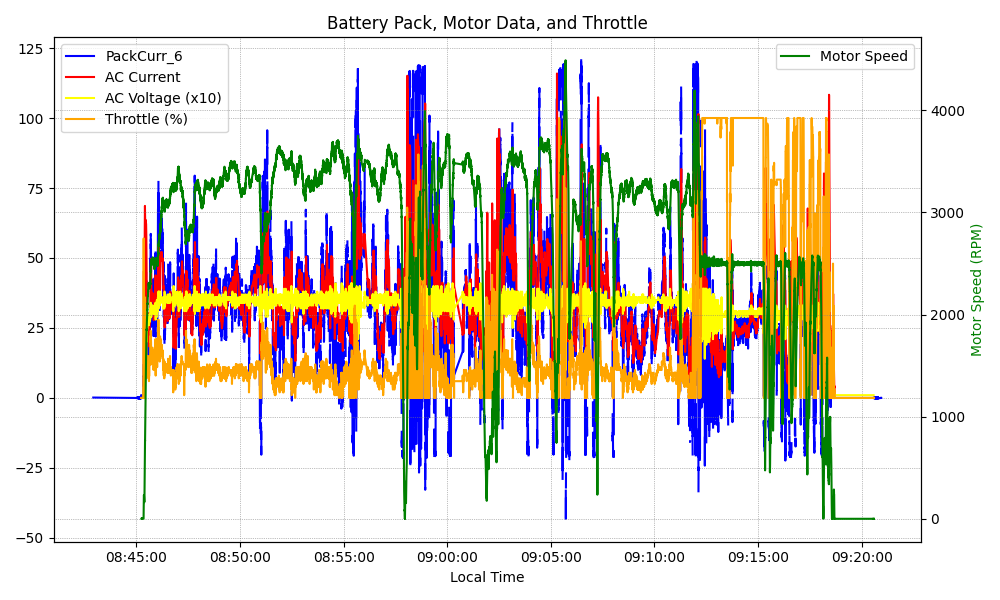 Battery Pack, Motor Data, and Throttle
PackCurr_6
AC Current
AC Voltage (x10)
Throttle (%)
Motor Speed
125
100
75
50
25
0
−25
−50
4000
3000
2000
1000
0
Motor Speed (RPM)
08:45:00 08:50:00 08:55:00 09:00:00 09:05:00 09:10:00 09:15:00 09:20:00
Local Time